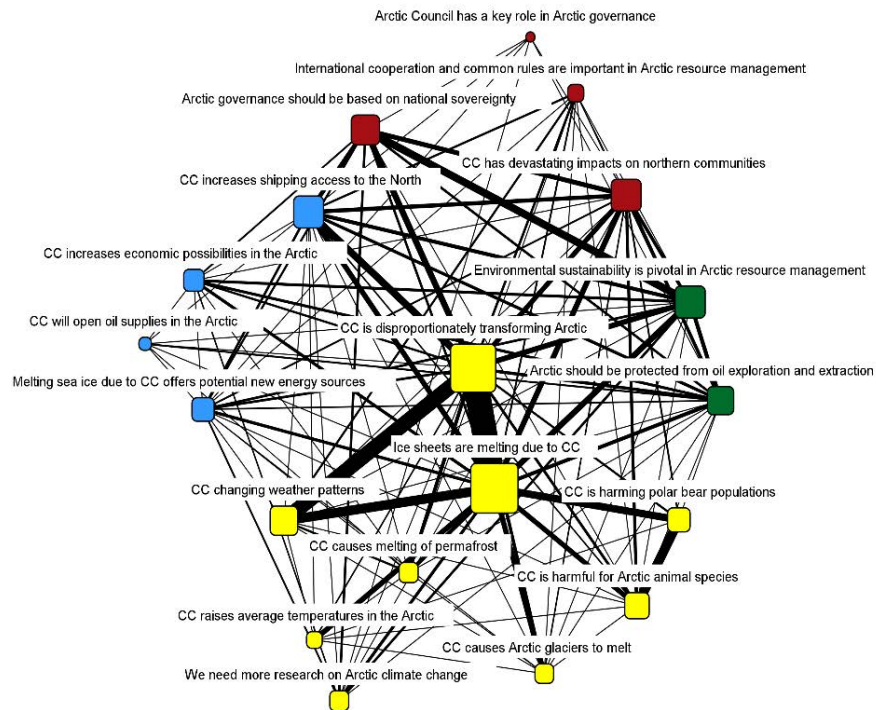 Arctic Council has a key role in Arctic governance
International cooperation and common rules are important in Arctic resource management
Arctic governance should be based on national sovereignty
CC has devastating impacts on northern communities
CC increases shipping access to the North
CC increases economic possibilities in the Arctic
Environmental sustainability is pivotal in Arctic resource management
CC will open oil supplies in the Arctic
CC is disproportionately transforming Arctic
Arctic should be protected from oil exploration and extraction
Melting sea ice due to CC offers potential new energy sources
Ice sheets are melting due to CC
CC changing weather patterns
CC is harming polar bear populations
CC causes melting of permafrost
CC is harmful for Arctic animal species
CC raises average temperatures in the Arctic
CC causes Arctic glaciers to melt
We need more research on Arctic climate change